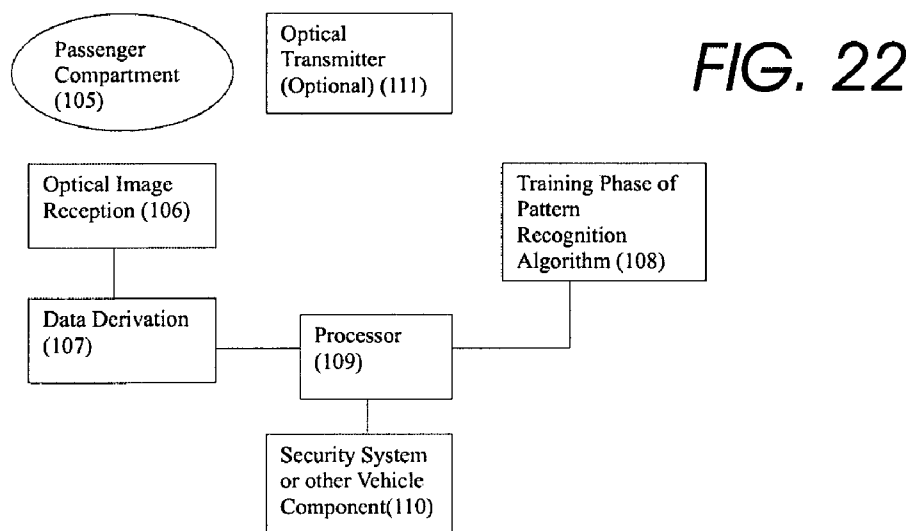 Passenger
Compartment
(105)
Optical
Transmitter
(Optional) (111)
FIG. 22
Optical Image
Reception (106)
Training Phase of
Pattern
Recognition
Algorithm (108)
Data Derivation
(107)
Processor
(109)
Security System
or other Vehicle
Component(110)